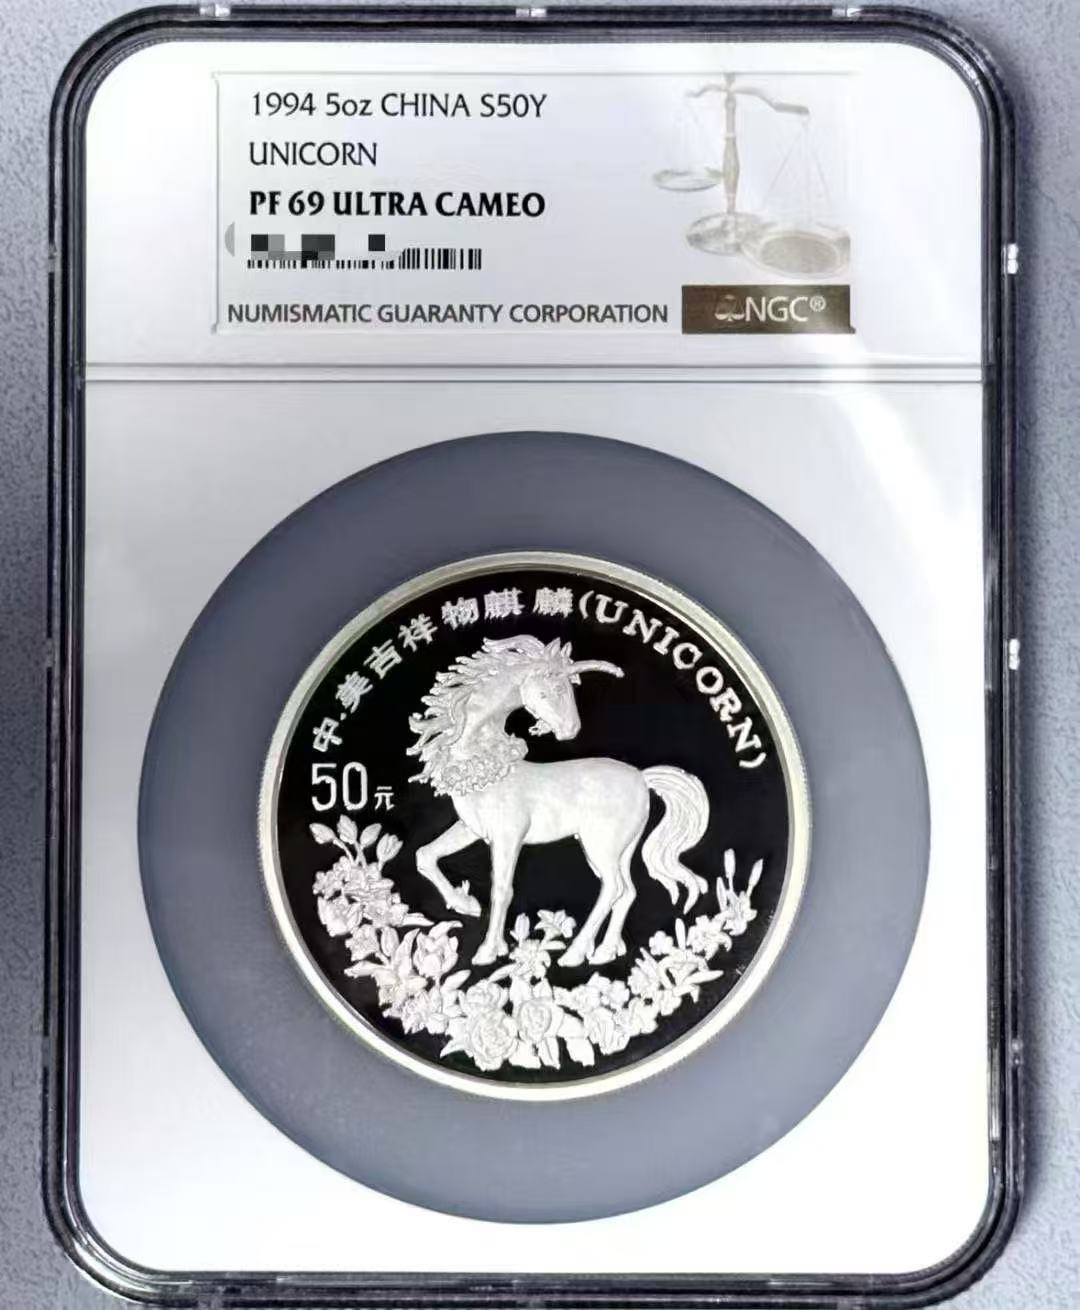 1994 5oz CHINA S50Y
UNICORN
PF 69 ULTRA CAMEO
NUMISMATIC GUARANTY CORPORATION
NGC®
中·美吉祥物麒麟(UNICORN)
50元